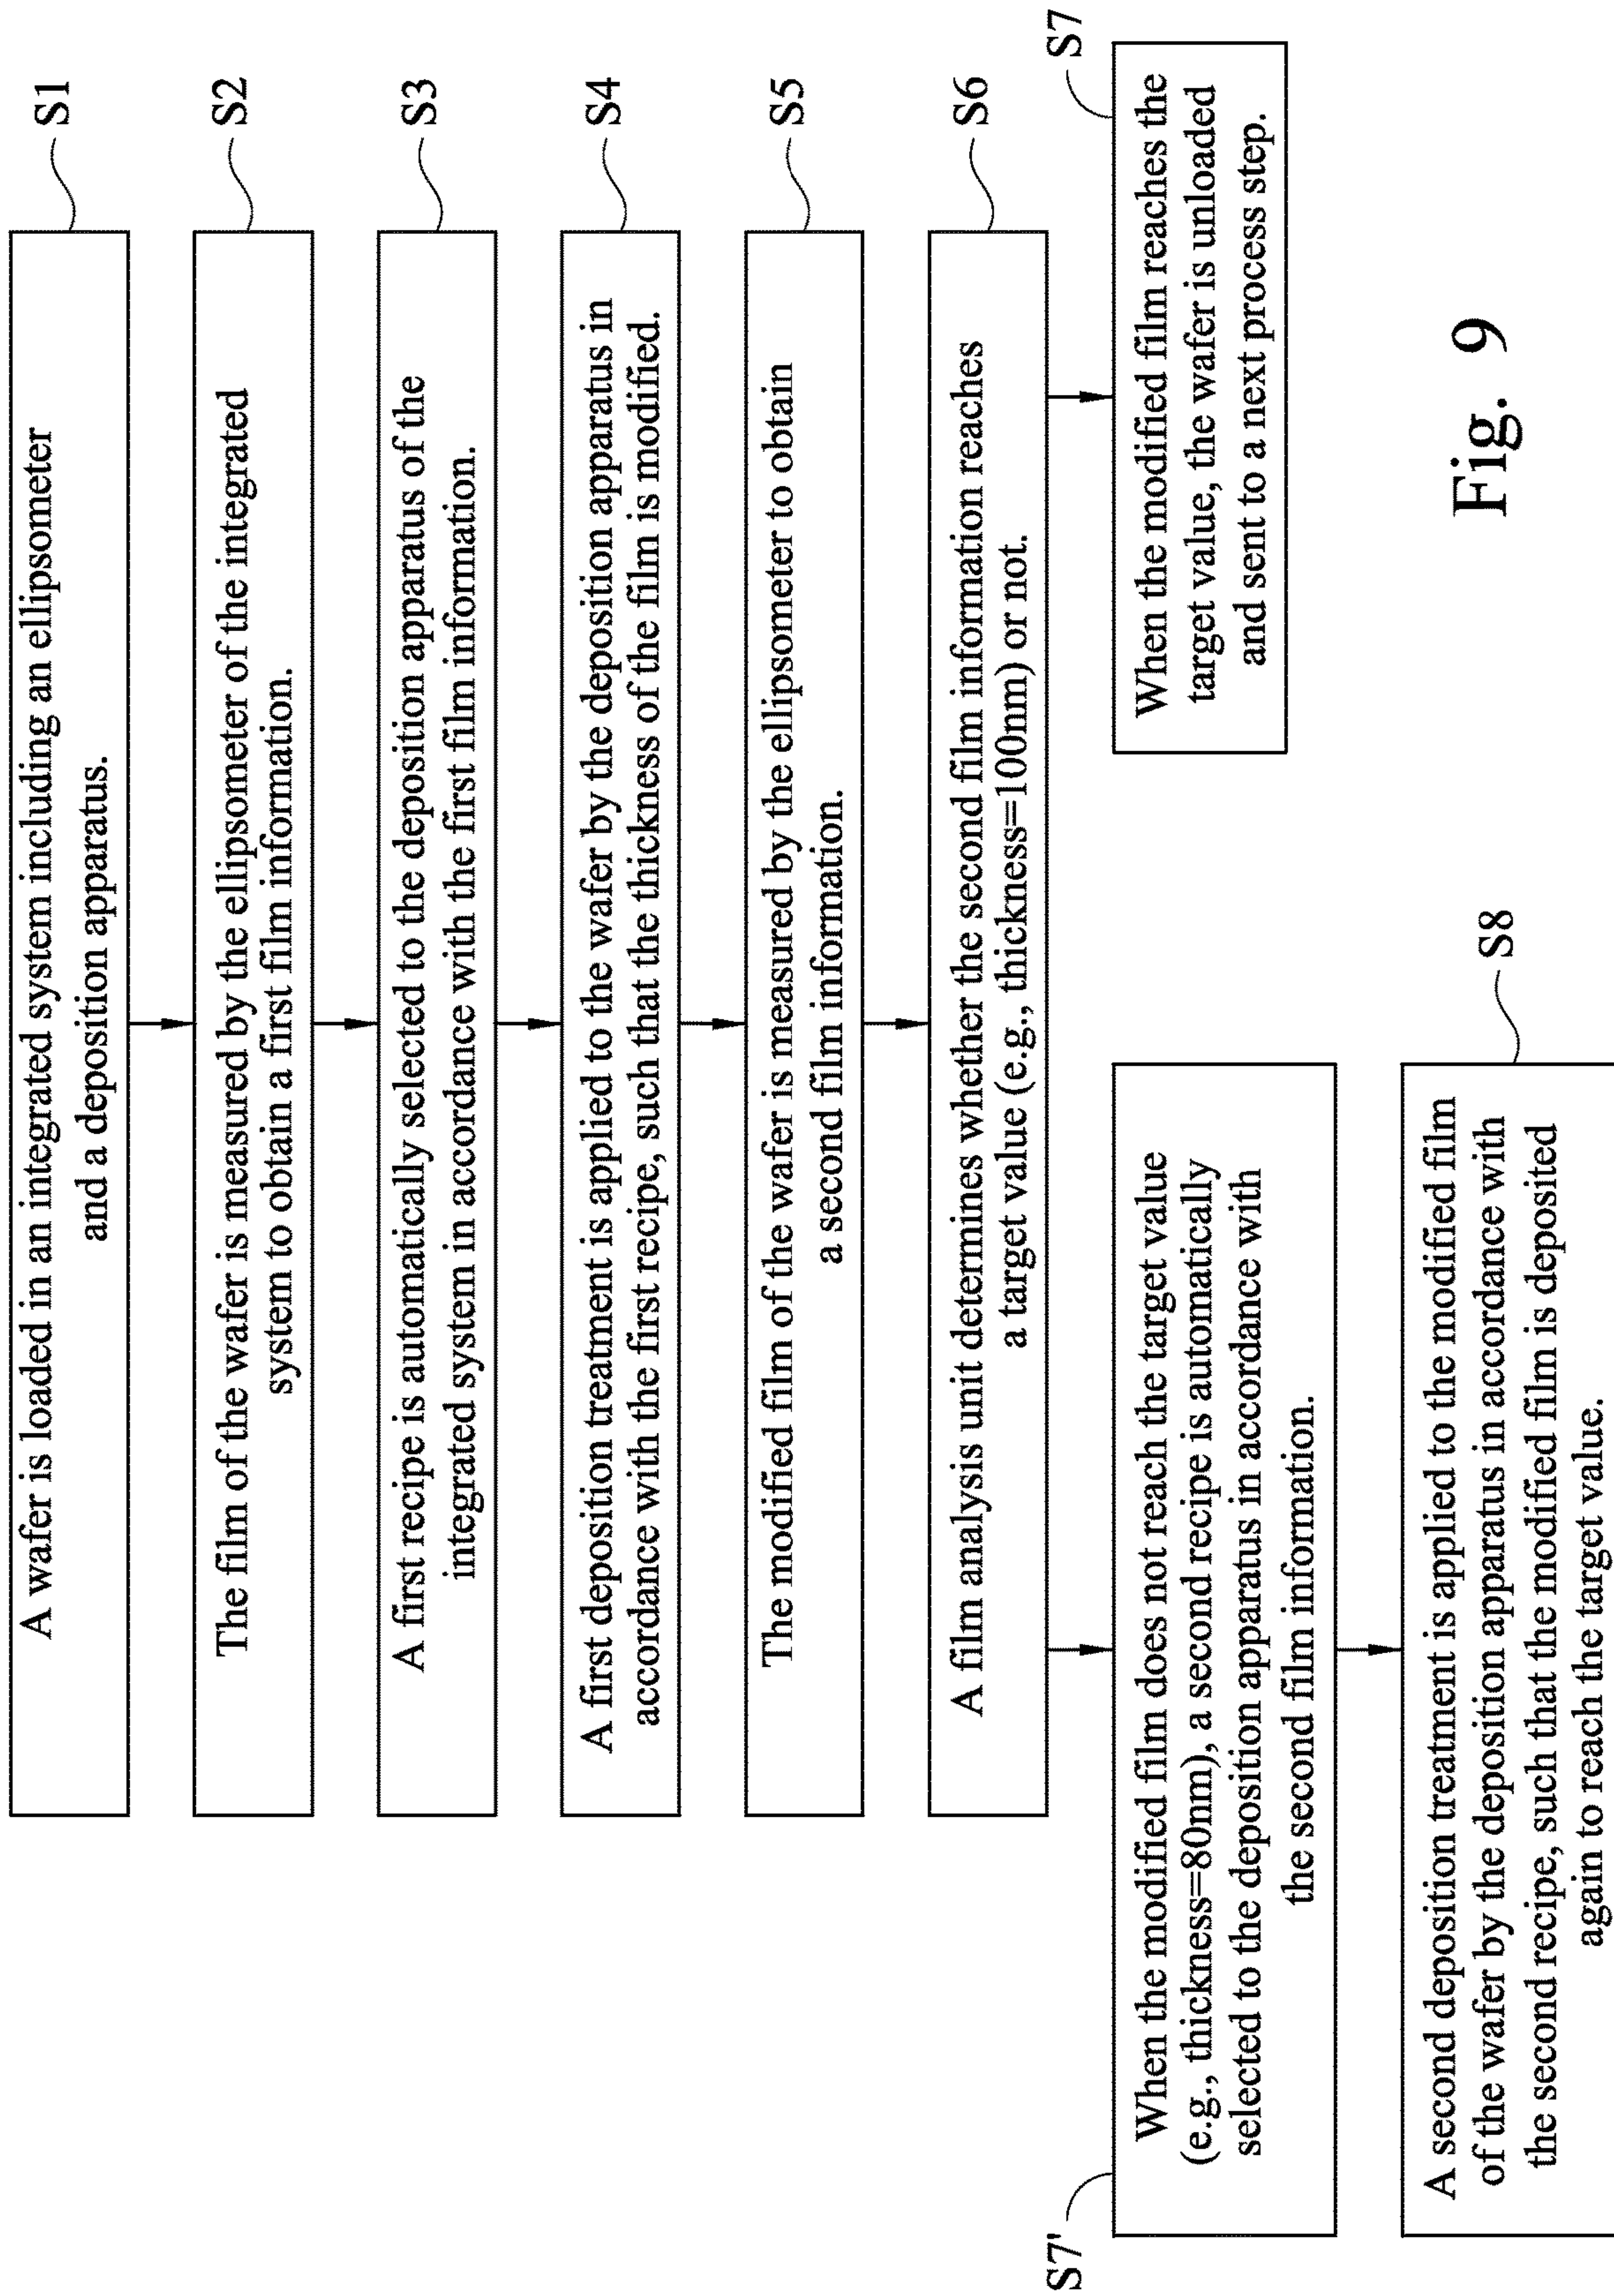 A wafer is loaded in an integrated system including an ellipsometer
and a deposition apparatus.
S1
The film of the wafer is measured by the ellipsometer of the integrated
system to obtain a first film information.
S2
A first recipe is automatically selected to the deposition apparatus of the
integrated system in accordance with the first film information.
S3
A first deposition treatment is applied to the wafer by the deposition apparatus in
accordance with the first recipe, such that the thickness of the film is modified.
S4
The modified film of the wafer is measured by the ellipsometer to obtain
a second film information.
S5
A film analysis unit determines whether the second film information reaches
a target value (e.g., thickness=100nm) or not.
S6
S7'
When the modified film does not reach the target value
(e.g., thickness=80nm), a second recipe is automatically
selected to the deposition apparatus in accordance with
the second film information.
When the modified film reaches the
target value, the wafer is unloaded
and sent to a next process step.
S7
A second deposition treatment is applied to the modified film
of the wafer by the deposition apparatus in accordance with
the second recipe, such that the modified film is deposited
again to reach the target value.
S8
Fig. 9